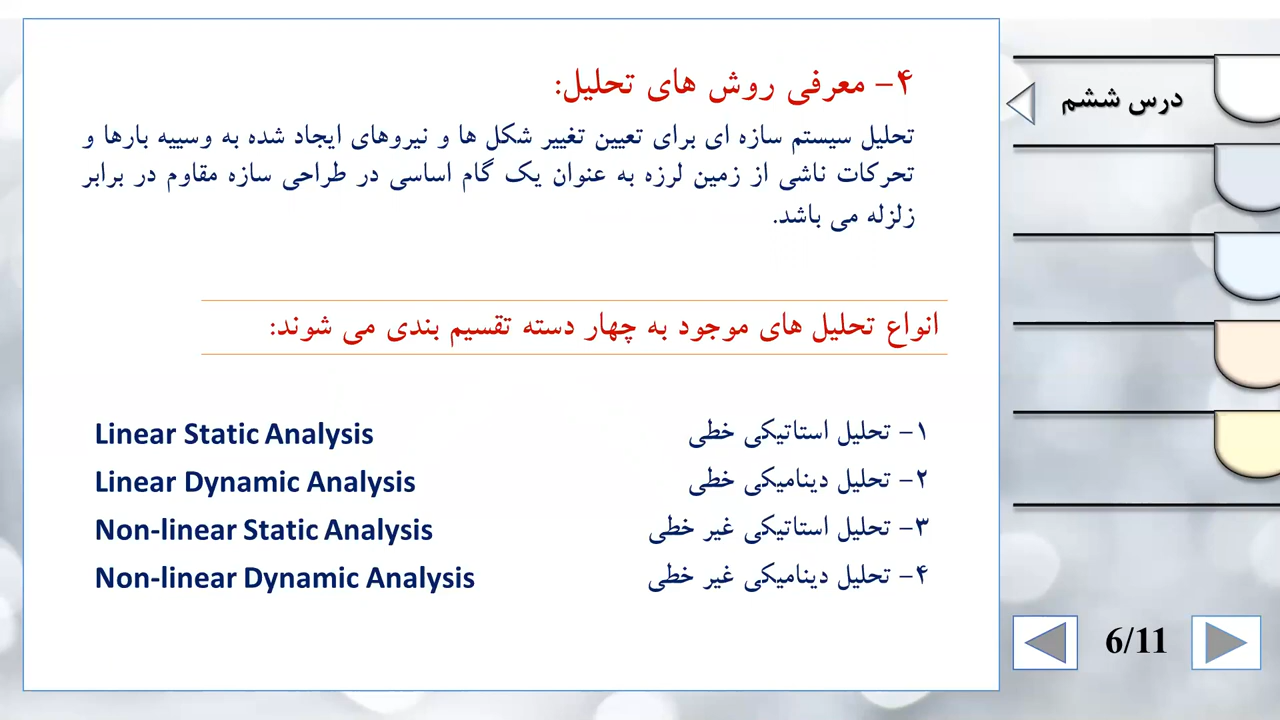 ۴- معرفی روش های تحلیل:
تحلیل سیستم سازه ای برای تعیین تغییر شکل ها و نیروهای ایجاد شده به وسییه بارها و
تحرکات ناشی از زمین لرزه به عنوان یک گام اساسی در طراحی سازه مقاوم در برابر
زلزله می باشد.
انواع تحلیل های موجود به چهار دسته تقسیم بندی می شوند:
۱- تحلیل استاتیکی خطی
Linear Static Analysis
۲- تحلیل دینامیکی خطی
Linear Dynamic Analysis
۳- تحلیل استاتیکی غیر خطی
Non-linear Static Analysis
۴- تحلیل دینامیکی غیر خطی
Non-linear Dynamic Analysis
درس ششم
6/11